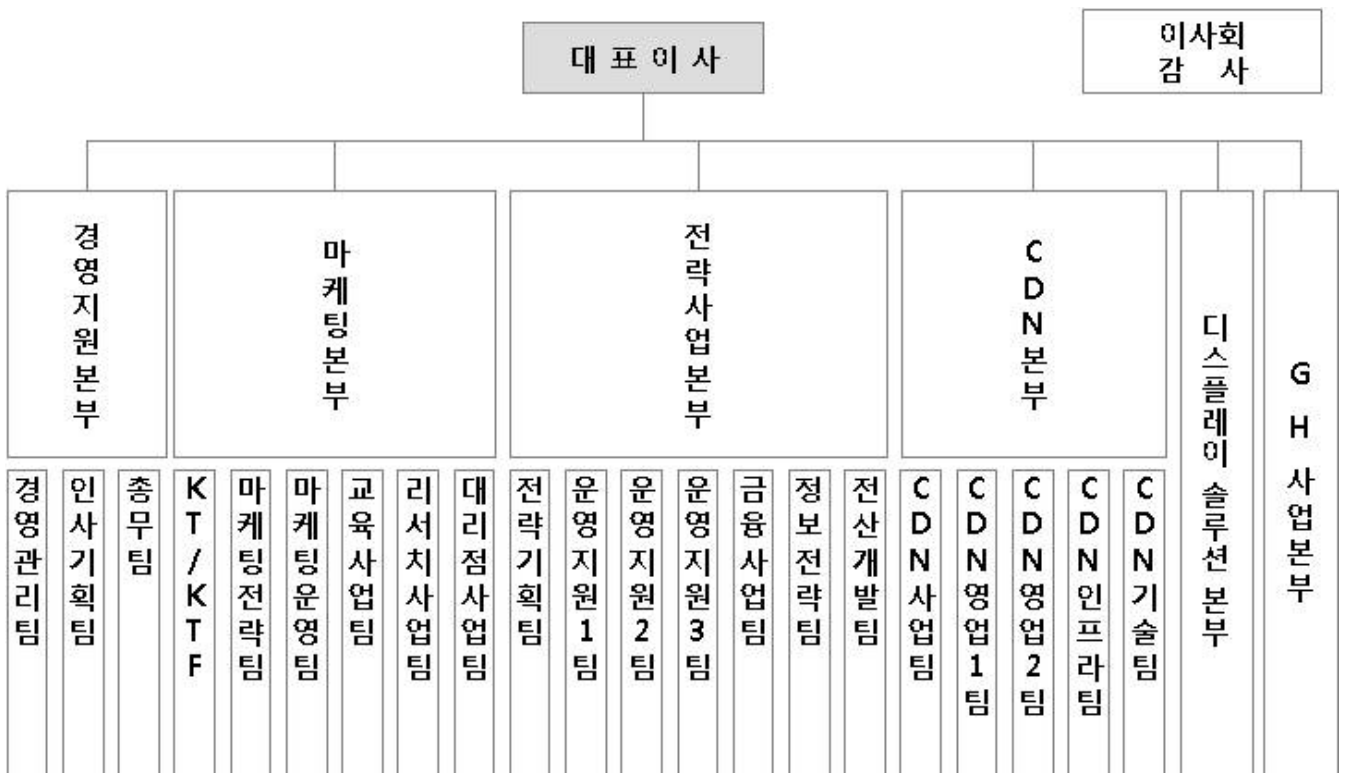 대 표 이 사
이사회
감 사
경영지원본부
마케팅본부
전략사업본부
CDN본부
디스플레이 솔루션 본부
G H 사업본부
경영관리팀
인사기획팀
총무팀
KT/KTF
마케팅전략팀
마케팅운영팀
교육사업팀
리서치사업팀
대리점사업팀
전략기획팀
운영지원1팀
운영지원2팀
운영지원3팀
금융사업팀
정보전략팀
전산개발팀
CDN사업팀
CDN영업1팀
CDN영업2팀
CDN인프라팀
CDN기술팀